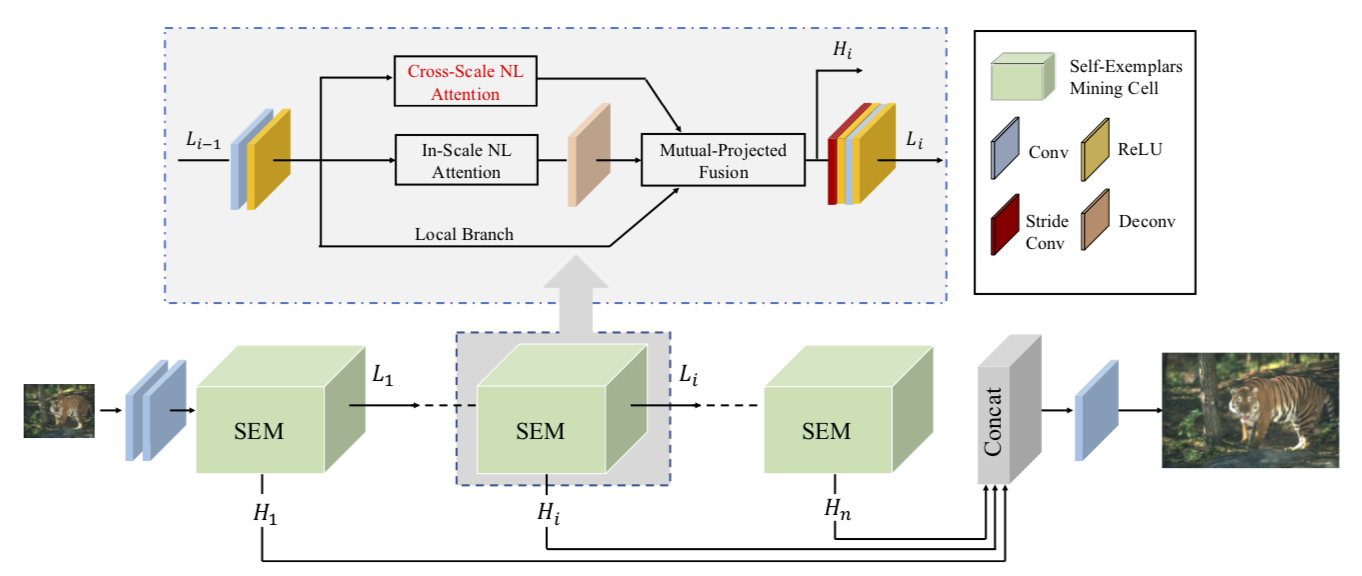 Cross-Scale NL
Attention
H_i
L_{i-1}
In-Scale NL
Attention
Mutual-Projected
Fusion
L_i
Local Branch
Self-Exemplars
Mining Cell
Conv
ReLU
Stride
Conv
Deconv
SEM
L_1
SEM
L_i
SEM
Concat
H_1
H_i
H_n